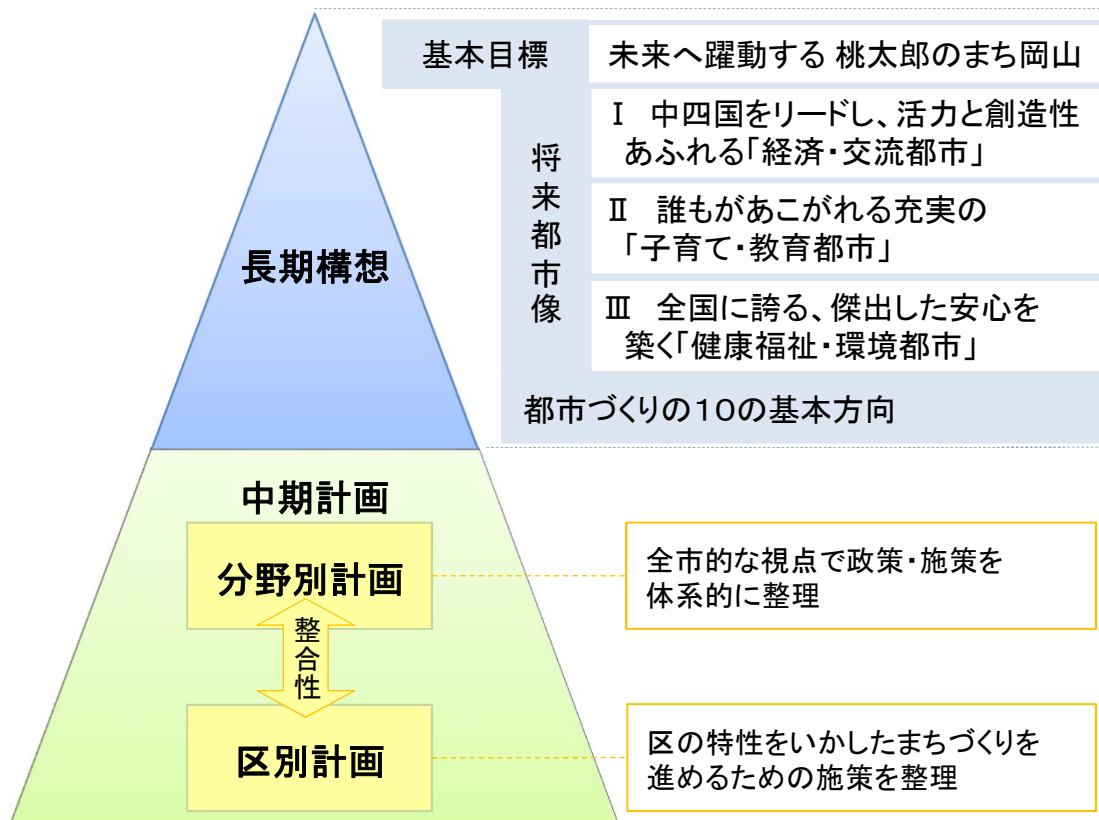 基本目標
未来へ躍動する 桃太郎のまち岡山
将来都市像
Ⅰ 中四国をリードし、活力と創造性
あふれる「経済・交流都市」
Ⅱ 誰もがあこがれる充実の
「子育て・教育都市」
Ⅲ 全国に誇る、傑出した安心を
築く「健康福祉・環境都市」
都市づくりの10の基本方向
長期構想
中期計画
分野別計画
全市的な視点で政策・施策を
体系的に整理
整合性
区別計画
区の特性をいかしたまちづくりを
進めるための施策を整理